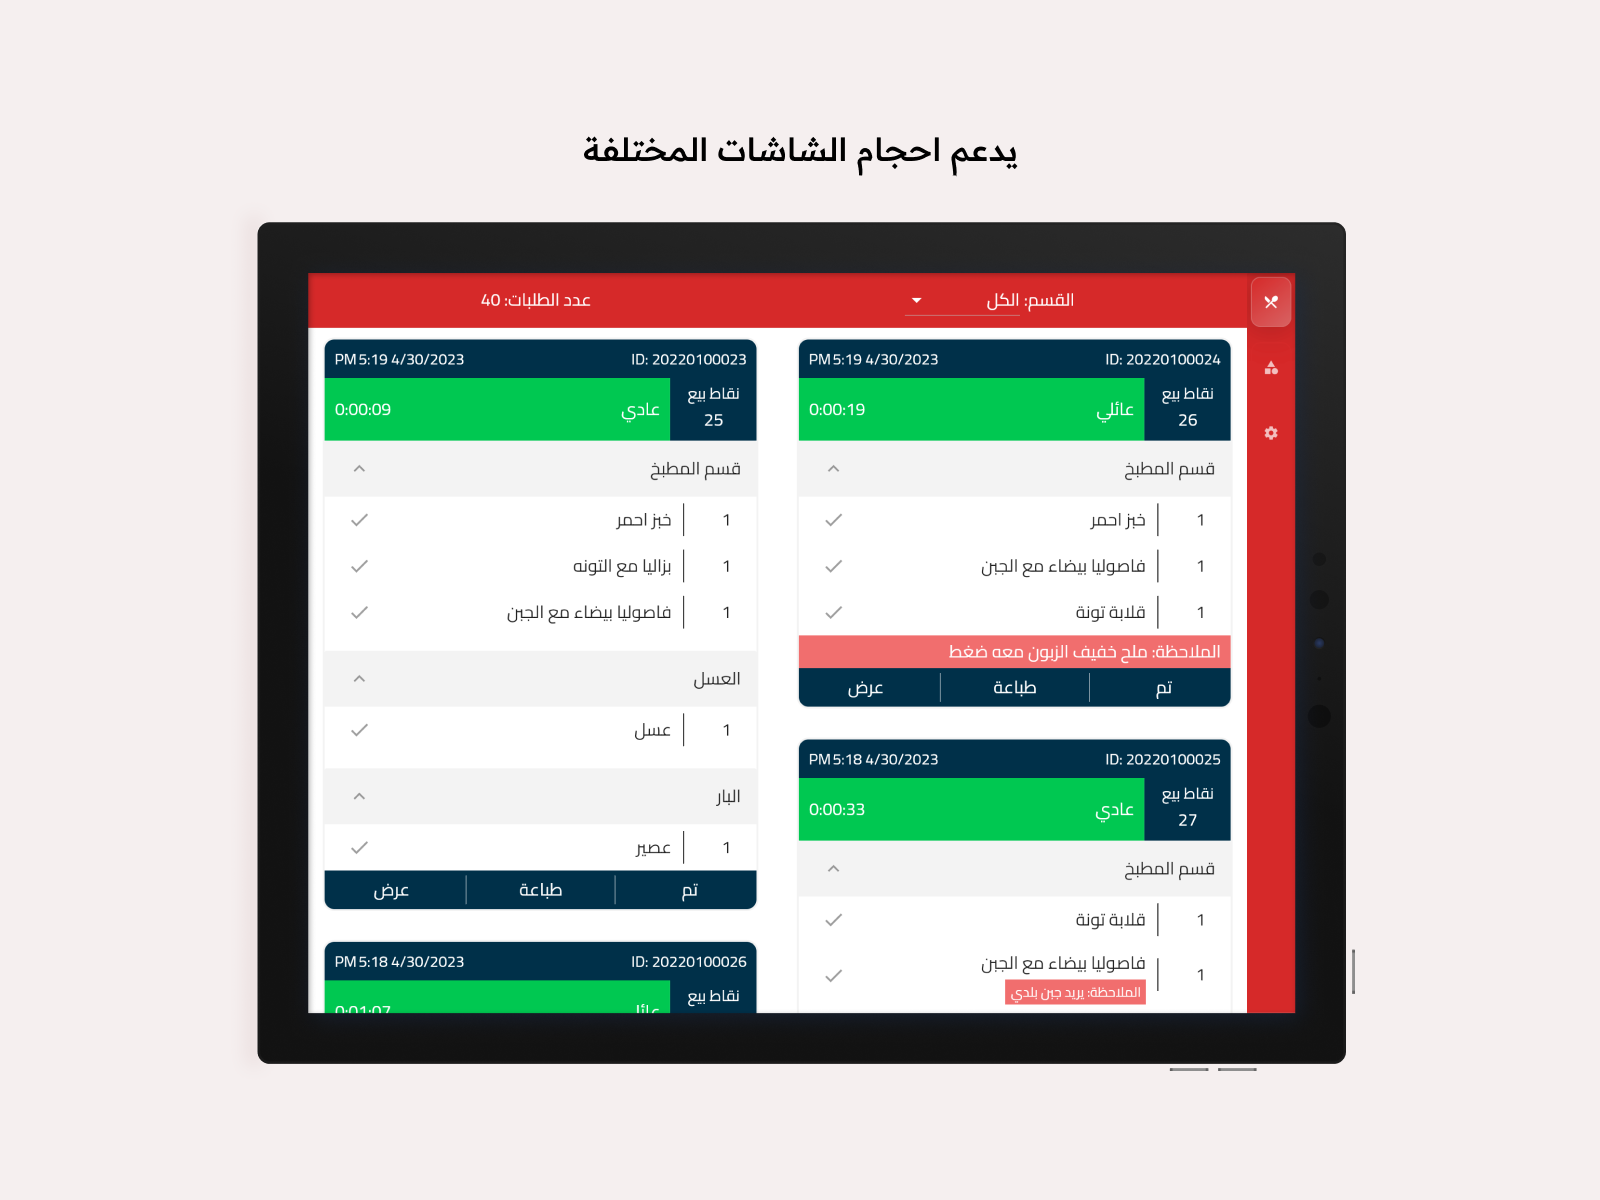 يدعم احجام الشاشات المختلفة
القسم: الكل
عدد الطلبات: 40
ID: 20220100024
PM 5:19 4/30/2023
نقاط بيع
26
عائلي
0:00:19
قسم المطبخ
1 خبز احمر
1 فاصوليا بيضاء مع الجبن
1 قلابة تونة
الملاحظة: ملح خفيف الزبون معه ضغط
تم
طباعة
عرض
ID: 20220100025
PM 5:18 4/30/2023
نقاط بيع
27
عادي
0:00:33
قسم المطبخ
1 قلابة تونة
1 فاصوليا بيضاء مع الجبن
الملاحظة: يريد جبن بلدي
ID: 20220100023
PM 5:19 4/30/2023
نقاط بيع
25
عادي
0:00:09
قسم المطبخ
1 خبز احمر
1 بزاليا مع التونه
1 فاصوليا بيضاء مع الجبن
العسل
1 عسل
البار
1 عصير
تم
طباعة
عرض
ID: 20220100026
PM 5:18 4/30/2023
نقاط بيع
عائلي
0:01:07